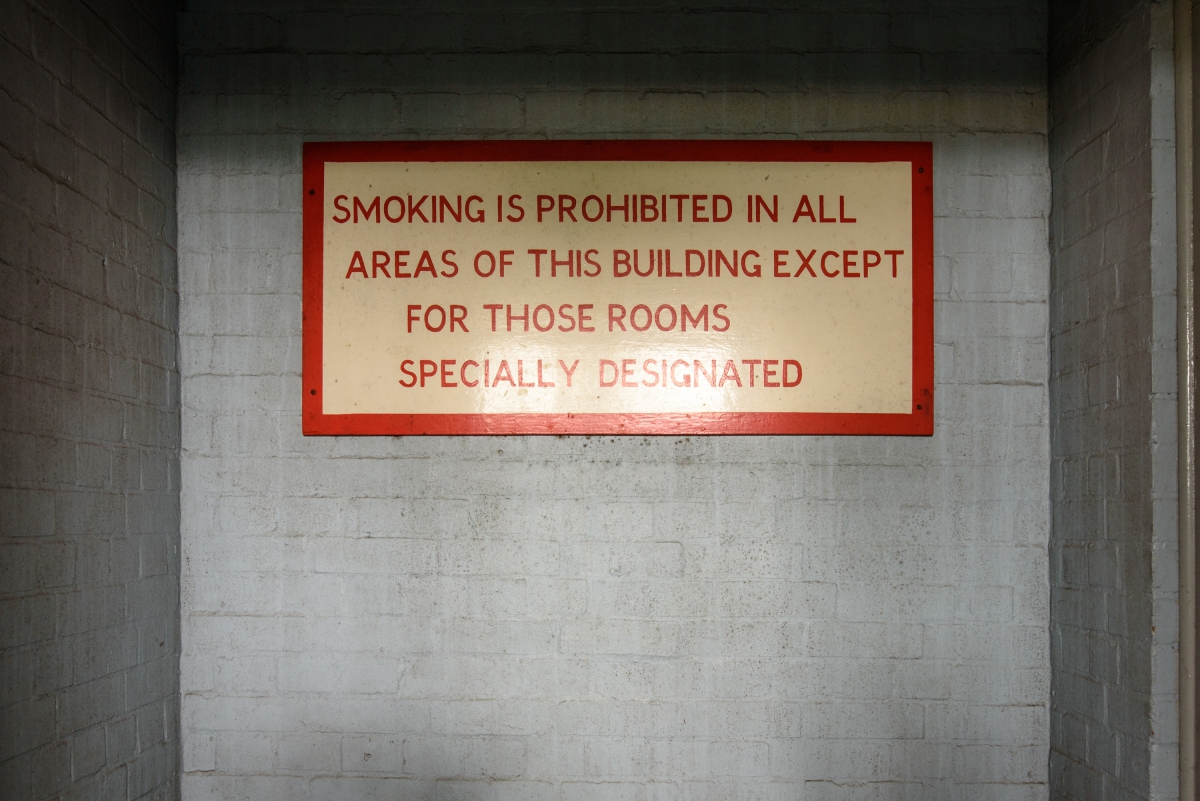 SMOKING IS PROHIBITED IN ALL
AREAS OF THIS BUILDING EXCEPT
FOR THOSE ROOMS
SPECIALLY DESIGNATED